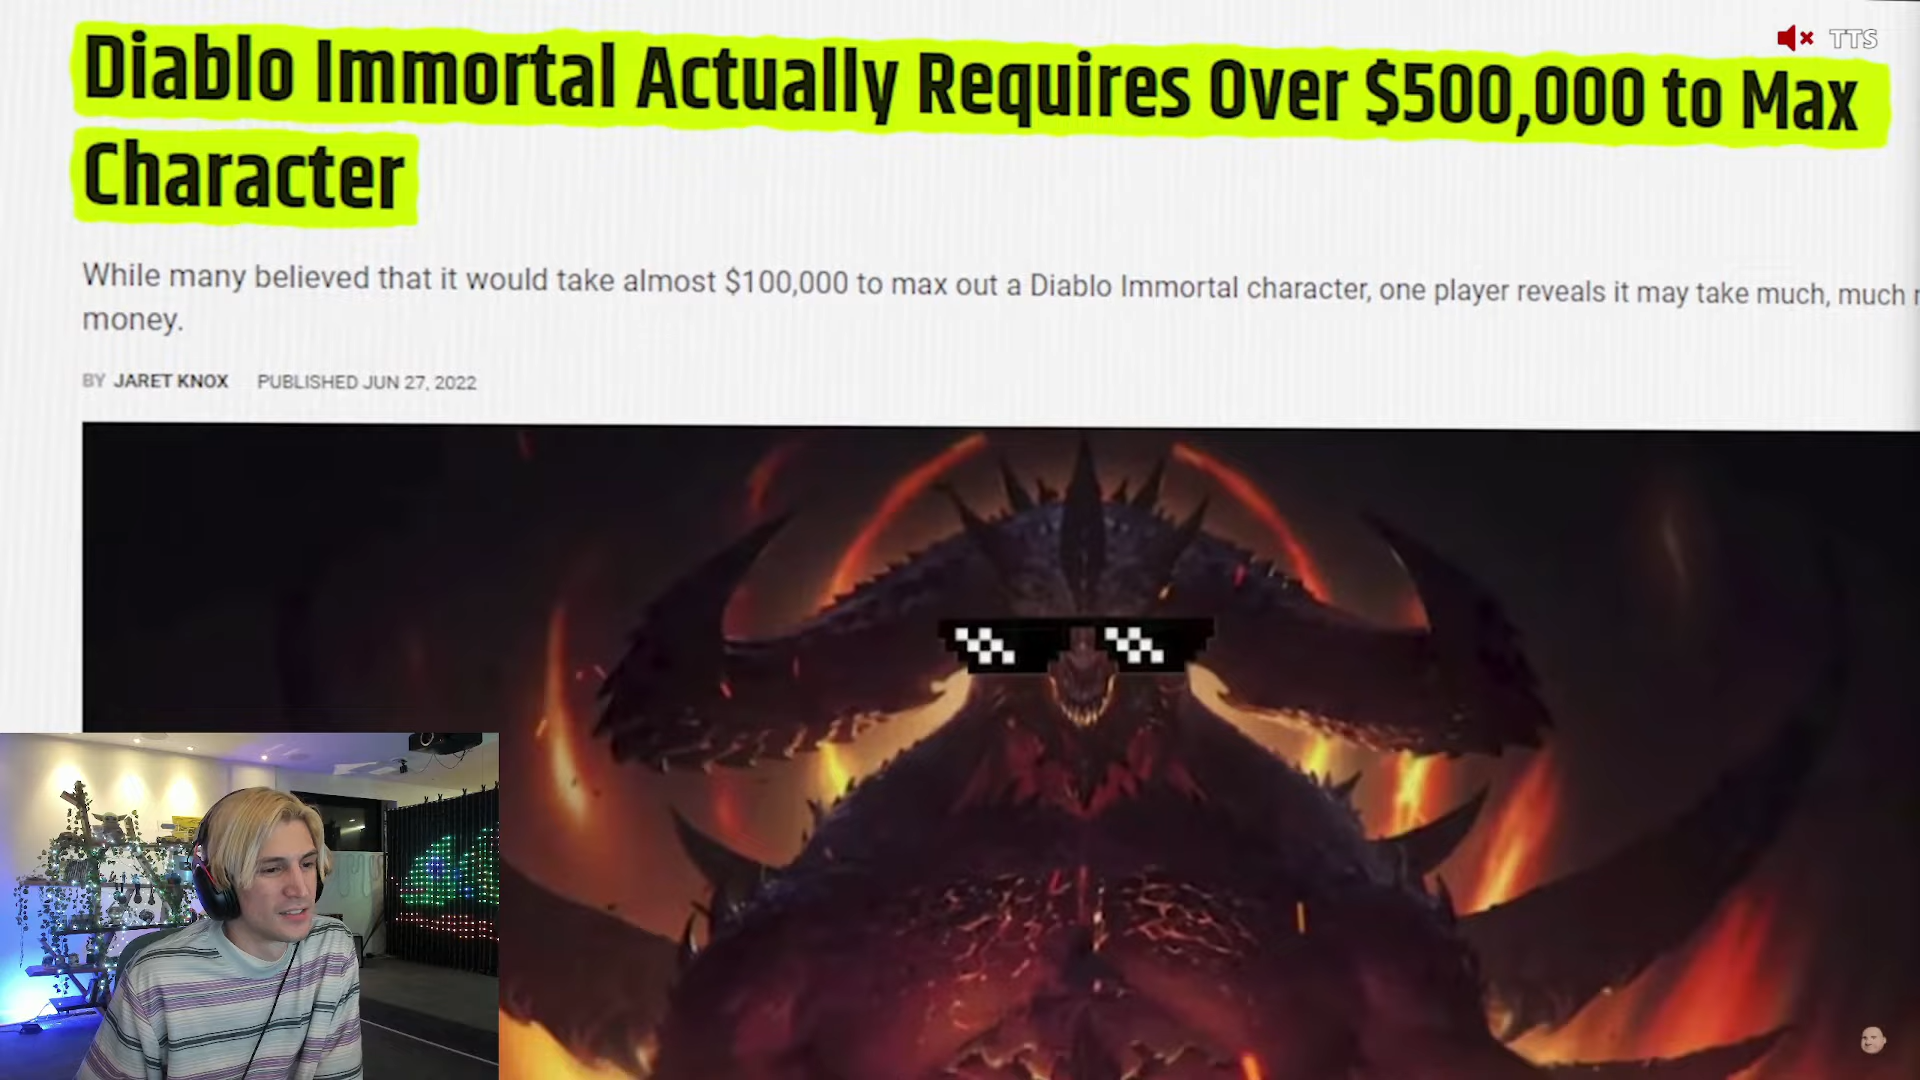 TTS
Diablo Immortal Actually Requires Over $500,000 to Max
Character
While many believed that it would take almost $100,000 to max out a Diablo Immortal character, one player reveals it may take much, much
money.
BY JARET KNOX PUBLISHED JUN 27, 2022